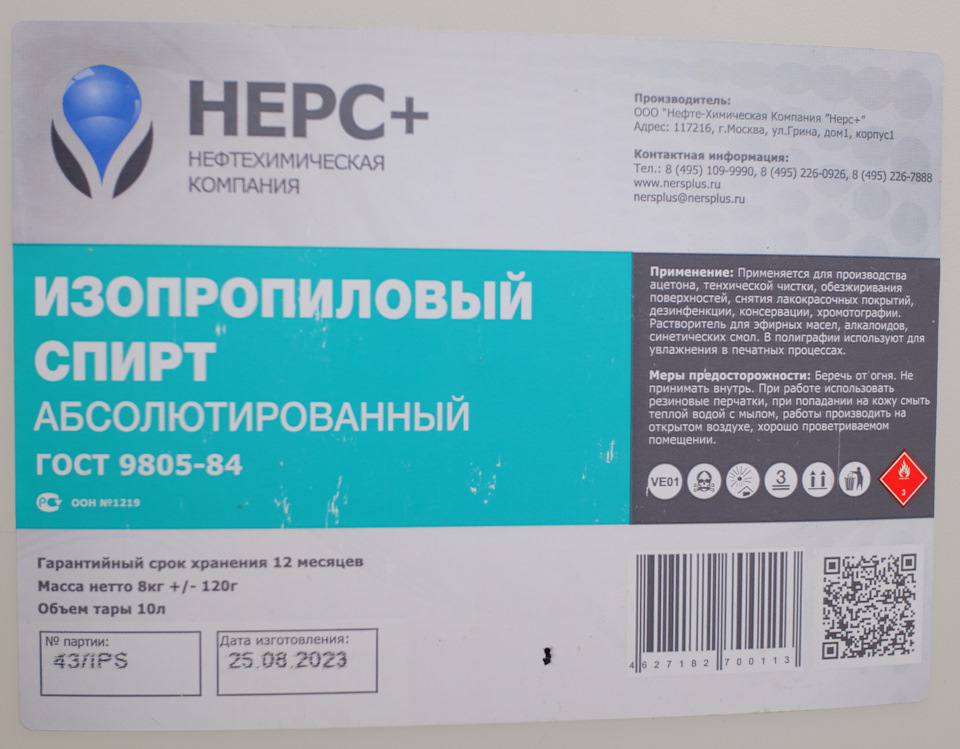 НЕРС+
НЕФТЕХИМИЧЕСКАЯ
КОМПАНИЯ
Производитель:
ООО "Нефте-Химическая Компания "Нерс+"
Адрес: 117216, г.Москва, ул.Грина, дом1, корпус1
Контактная информация:
Тел.: 8 (495) 109-9990, 8 (495) 226-0926, 8 (495) 226-7888
www.nersplus.ru
nersplus@nersplus.ru
ИЗОПРОПИЛОВЫЙ
СПИРТ
АБСОЛЮТИРОВАННЫЙ
ГОСТ 9805-84
РСТ ООН №1219
Применение: Применяется для производства
ацетона, тенхической чистки, обезжиривания
поверхностей, снятия лакокрасочных покрытий,
дезинфенкции, консервации, хромотографии.
Растворитель для эфирных масел, алкалоидов,
синетических смол. В полиграфии используют для
увлажнения в печатных процессах.
Меры предосторожности: Беречь от огня. Не
принимать внутрь. При работе использовать
резиновые перчатки, при попадании на кожу смыть
теплой водой с мылом, работы производить на
открытом воздухе, хорошо проветриваемом
помещении.
VE01 3 3
Гарантийный срок хранения 12 месяцев
Масса нетто 8кг +/- 120г
Объем тары 10л
№ партии:
43/IPS
Дата изготовления:
25.08.2023
4 627182 700113